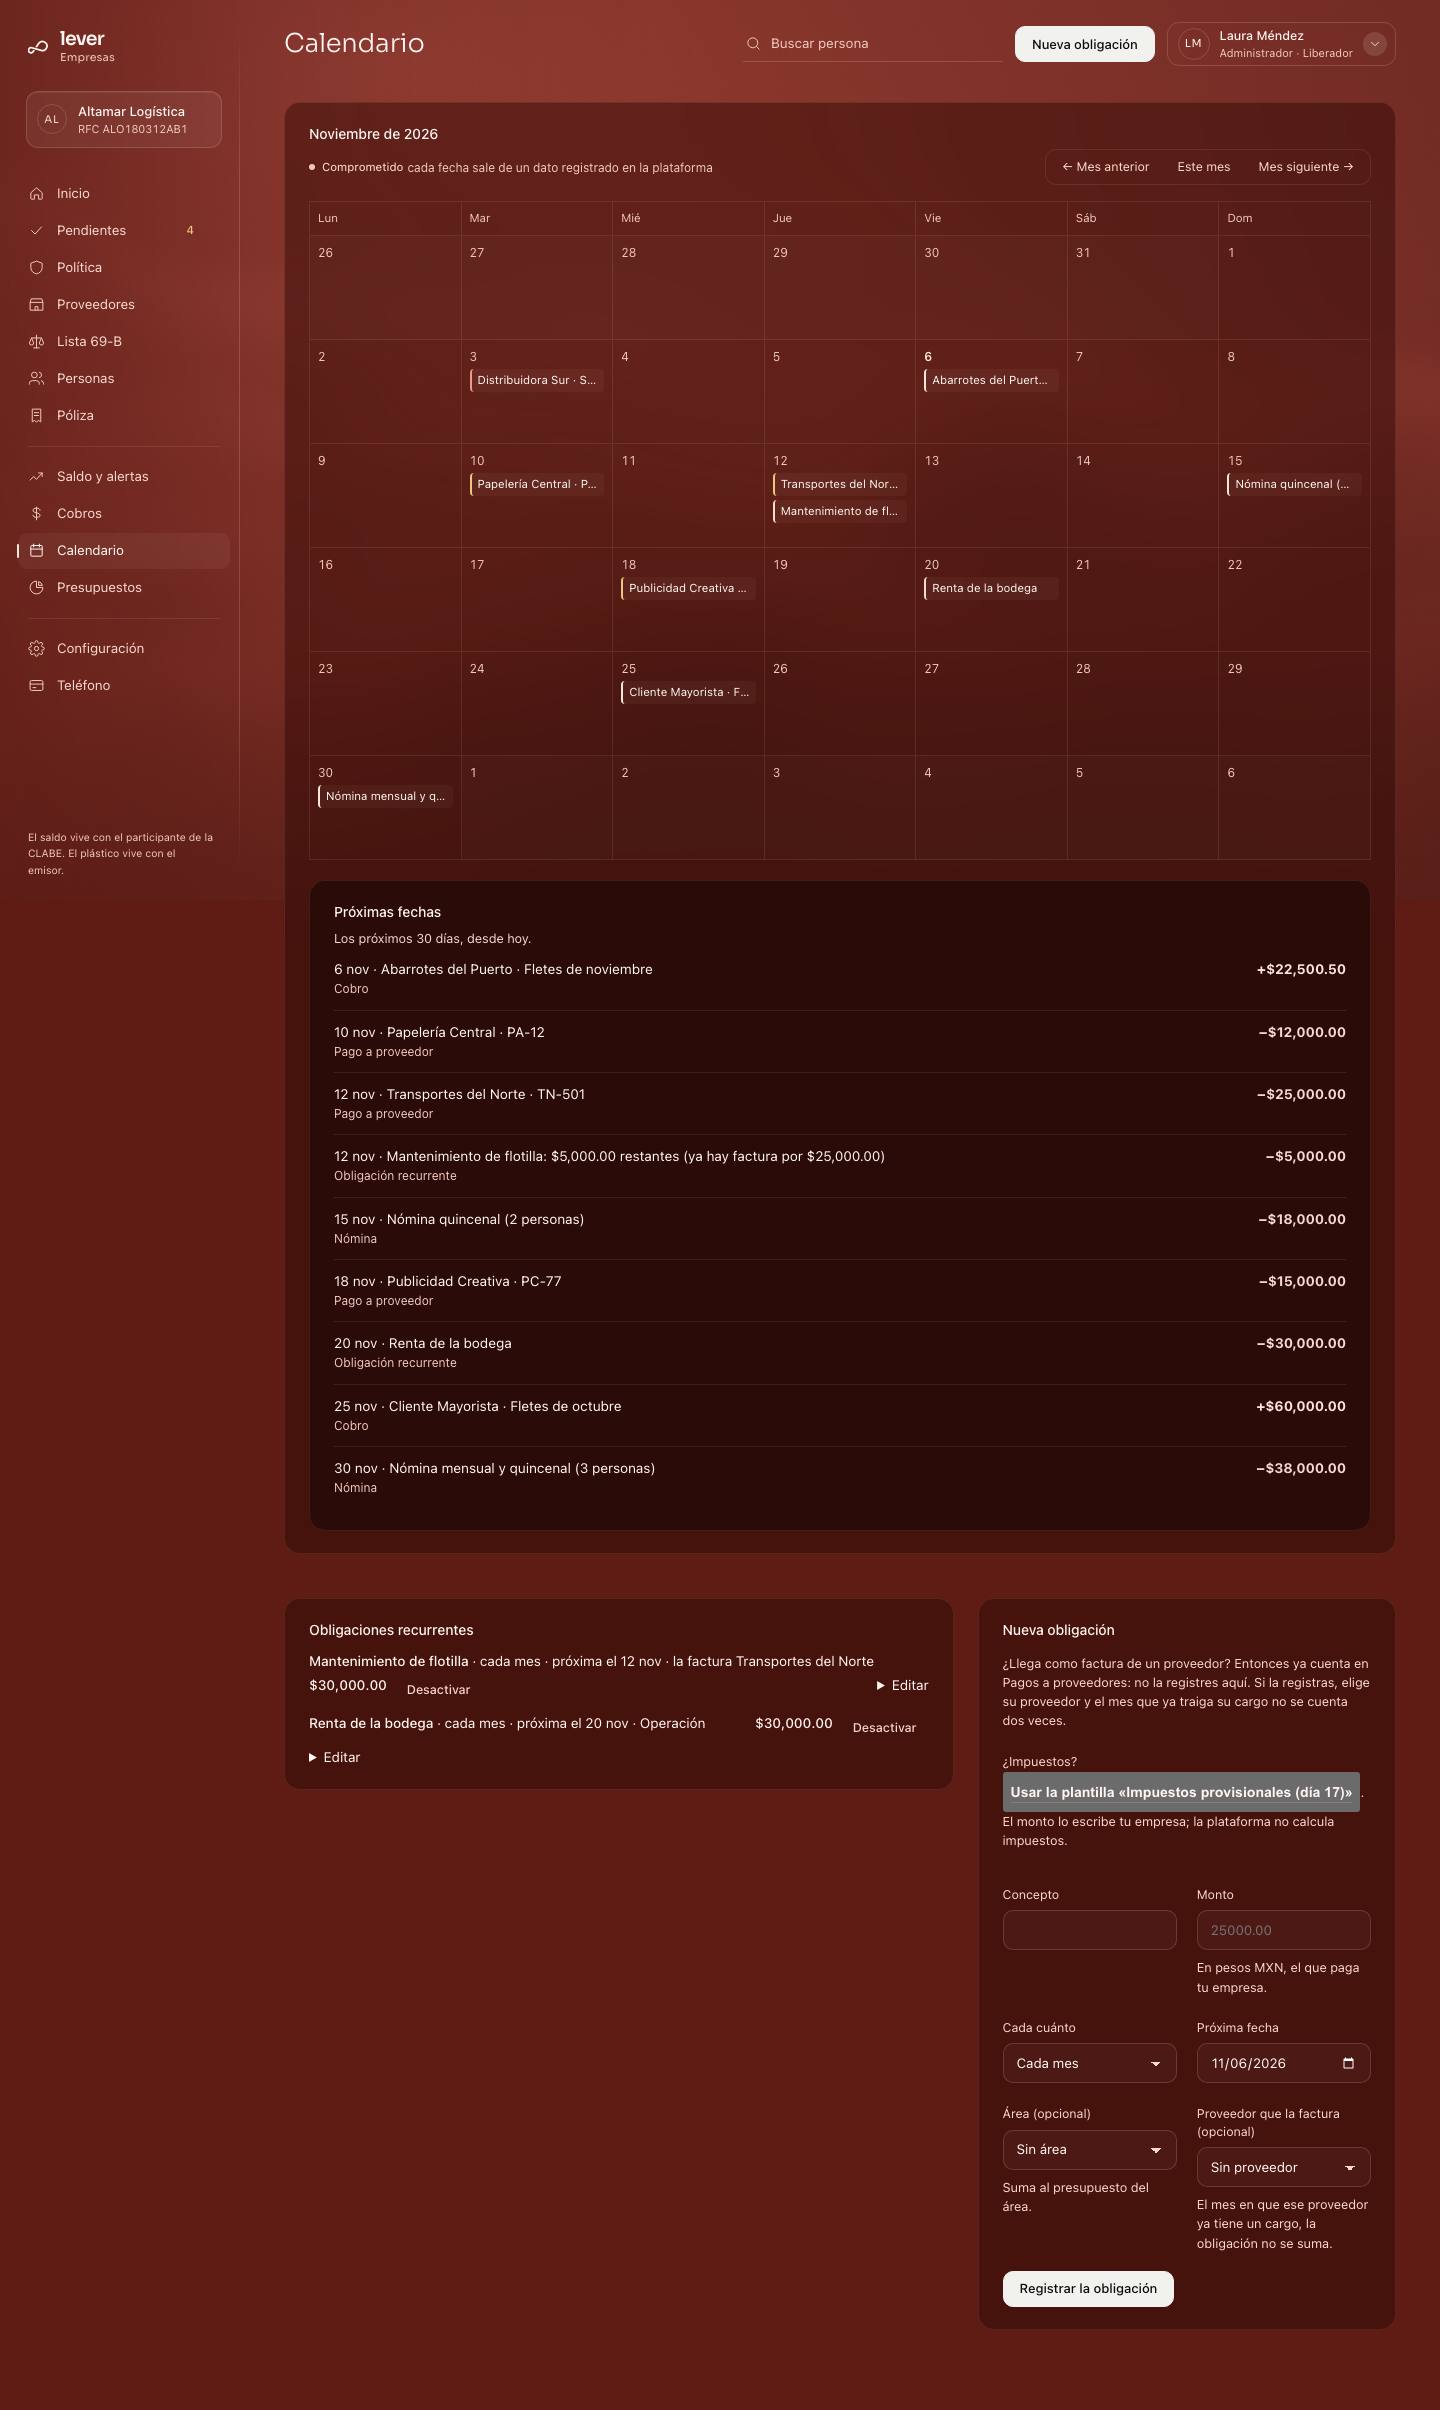 lever
Empresas
AL
Altamar Logística
RFC ALO180312AB1
Inicio
Pendientes 4
Política
Proveedores
Lista 69-B
Personas
Póliza
Saldo y alertas
Cobros
Calendario
Presupuestos
Configuración
Teléfono
El saldo vive con el participante de la
CLABE. El plástico vive con el
emisor.
Calendario
Buscar persona
Nueva obligación
LM
Laura Méndez
Administrador · Liberador
Noviembre de 2026
Comprometido cada fecha sale de un dato registrado en la plataforma
← Mes anterior Este mes Mes siguiente →
Lun Mar Mié Jue Vie Sáb Dom
26 27 28 29 30 31 1
2 3 4 5 6 7 8
Distribuidora Sur · S... Abarrotes del Puert...
9 10 11 12 13 14 15
Papelería Central · P... Transportes del Nor... Nómina quincenal (...
Mantenimiento de fl...
16 17 18 19 20 21 22
Publicidad Creativa ... Renta de la bodega
23 24 25 26 27 28 29
Cliente Mayorista · F...
30 1 2 3 4 5 6
Nómina mensual y q...
Próximas fechas
Los próximos 30 días, desde hoy.
6 nov · Abarrotes del Puerto · Fletes de noviembre +$22,500.50
Cobro
10 nov · Papelería Central · PA-12 −$12,000.00
Pago a proveedor
12 nov · Transportes del Norte · TN-501 −$25,000.00
Pago a proveedor
12 nov · Mantenimiento de flotilla: $5,000.00 restantes (ya hay factura por $25,000.00) −$5,000.00
Obligación recurrente
15 nov · Nómina quincenal (2 personas) −$18,000.00
Nómina
18 nov · Publicidad Creativa · PC-77 −$15,000.00
Pago a proveedor
20 nov · Renta de la bodega −$30,000.00
Obligación recurrente
25 nov · Cliente Mayorista · Fletes de octubre +$60,000.00
Cobro
30 nov · Nómina mensual y quincenal (3 personas) −$38,000.00
Nómina
Obligaciones recurrentes
Mantenimiento de flotilla · cada mes · próxima el 12 nov · la factura Transportes del Norte
$30,000.00 Desactivar ▶ Editar
Renta de la bodega · cada mes · próxima el 20 nov · Operación $30,000.00 Desactivar
▶ Editar
Nueva obligación
¿Llega como factura de un proveedor? Entonces ya cuenta en
Pagos a proveedores: no la registres aquí. Si la registras, elige
su proveedor y el mes que ya traiga su cargo no se cuenta
dos veces.
¿Impuestos?
Usar la plantilla «Impuestos provisionales (día 17)» .
El monto lo escribe tu empresa; la plataforma no calcula
impuestos.
Concepto Monto
25000.00
En pesos MXN, el que paga
tu empresa.
Cada cuánto Próxima fecha
Cada mes 11/06/2026
Área (opcional)
Sin área
Suma al presupuesto del
área.
Proveedor que la factura
(opcional)
Sin proveedor
El mes en que ese proveedor
ya tiene un cargo, la
obligación no se suma.
Registrar la obligación